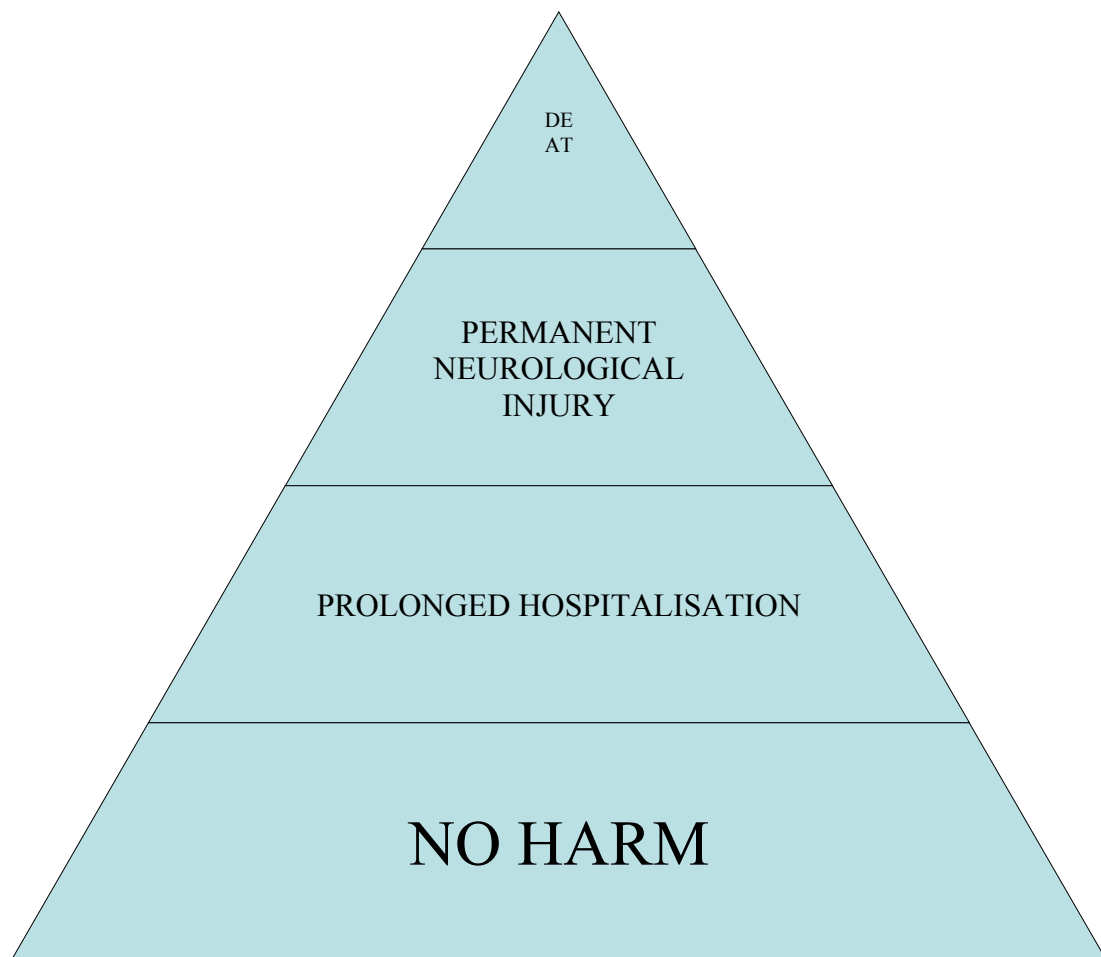 DE
AT
PERMANENT
NEUROLOGICAL
INJURY
PROLONGED HOSPITALISATION
NO HARM